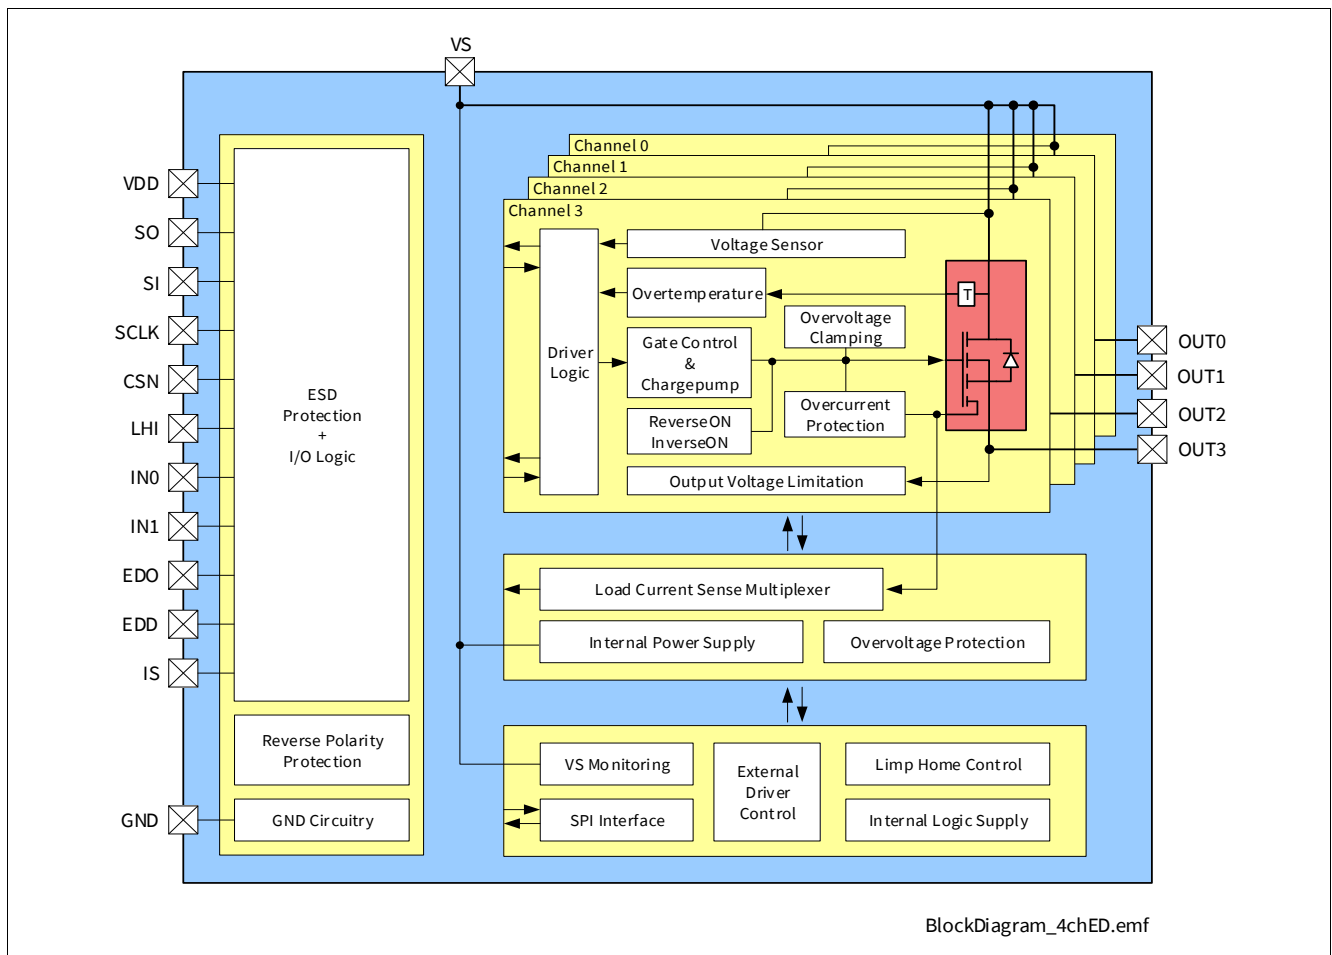 VS
VDD
SO
SI
SCLK
CSN
LHI
IN0
IN1
EDO
EDD
IS
GND
ESD
Protection
+
I/O Logic
Reverse Polarity
Protection
GND Circuitry
Channel 0
Channel 1
Channel 2
Channel 3
Driver
Logic
Voltage Sensor
Overtemperature
T
Gate Control
&
Chargepump
Overvoltage
Clamping
ReverseON
InverseON
Overcurrent
Protection
Output Voltage Limitation
OUT0
OUT1
OUT2
OUT3
Load Current Sense Multiplexer
Internal Power Supply
Overvoltage Protection
VS Monitoring
SPI Interface
External
Driver
Control
Limp Home Control
Internal Logic Supply
BlockDiagram_4chED.emf